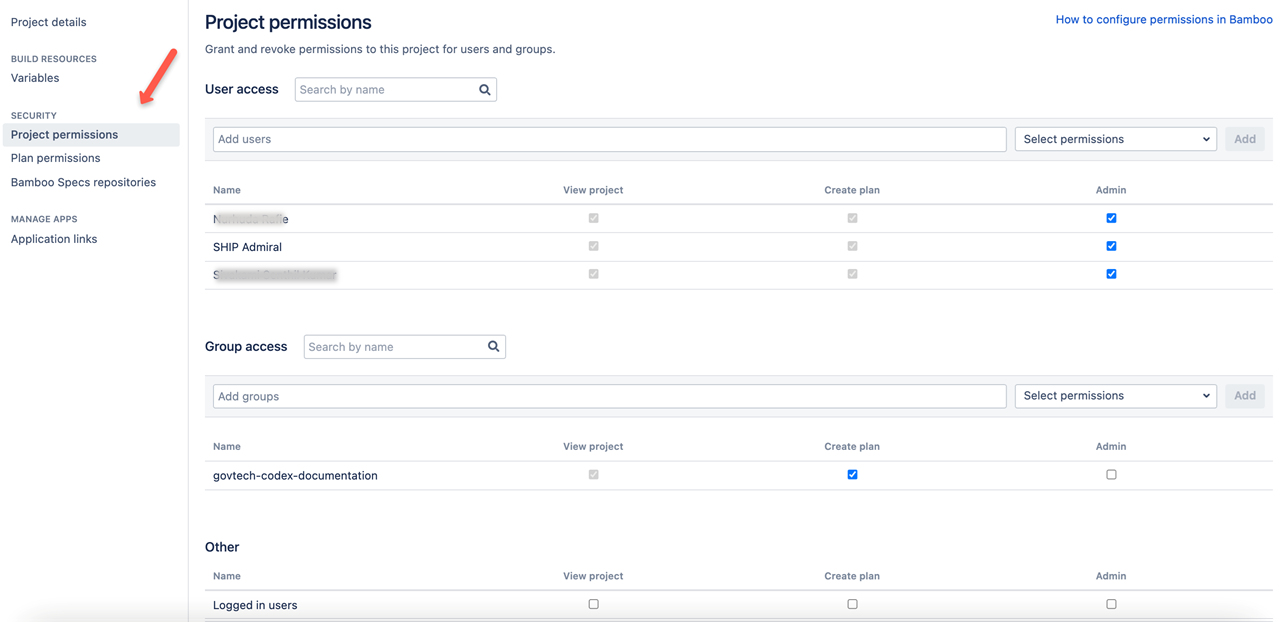 Project details
BUILD RESOURCES
Variables
SECURITY
Project permissions
Plan permissions
Bamboo Specs repositories
MANAGE APPS
Application links
Project permissions
How to configure permissions in Bamboo
Grant and revoke permissions to this project for users and groups.
User access Search by name
Add users Select permissions Add
Name View project Create plan Admin
SHIP Admiral
Group access Search by name
Add groups Select permissions Add
Name View project Create plan Admin
govtech-codex-documentation
Other
Name View project Create plan Admin
Logged in users